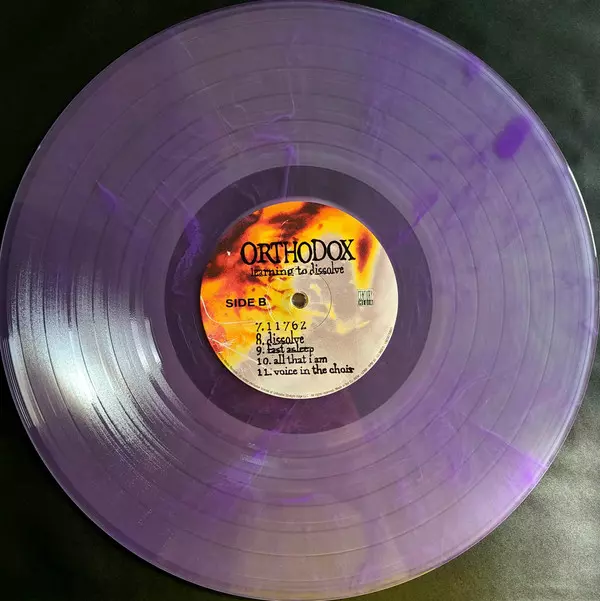 ORTHODOX
learning to dissolve
SIDE B
7. 11762
8. dissolve
9. fast asleep
10. all that i am
11. voice in the choir